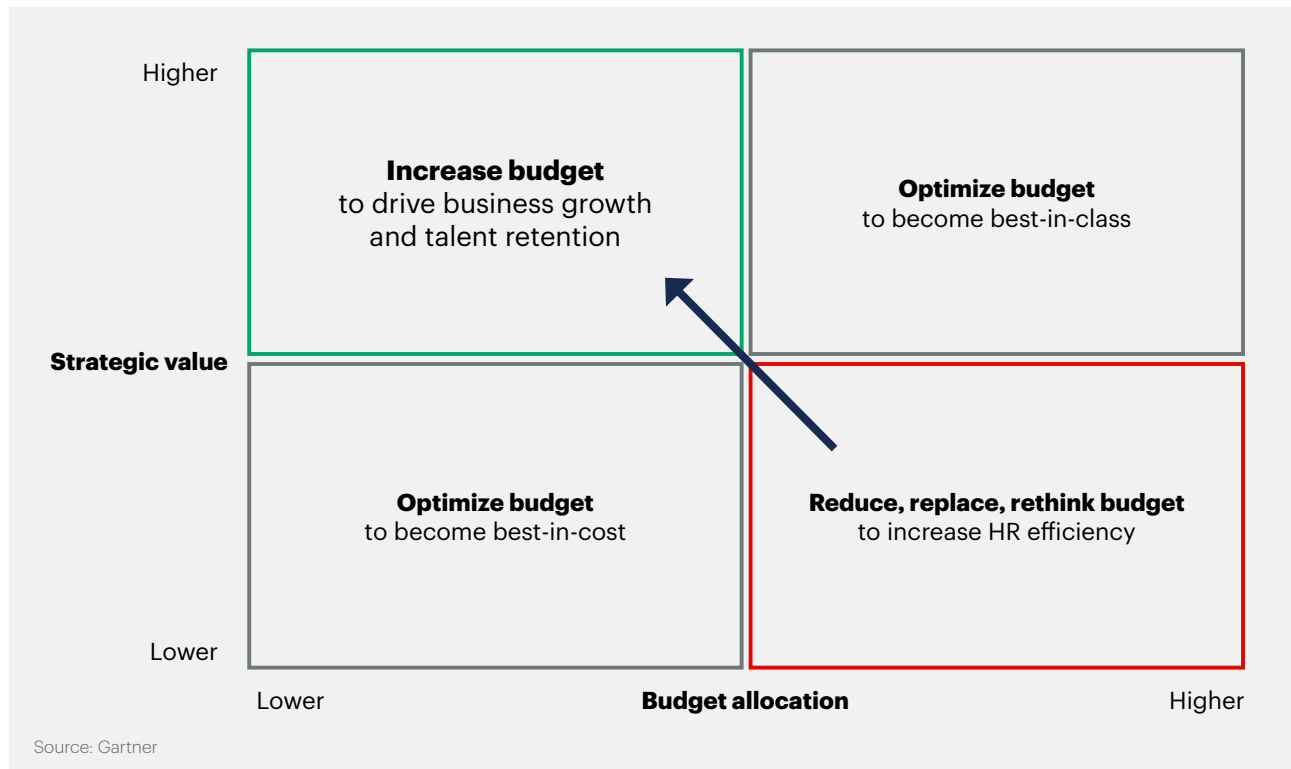 Higher
Increase budget
to drive business growth
and talent retention
Optimize budget
to become best-in-class
Strategic value
Optimize budget
to become best-in-cost
Reduce, replace, rethink budget
to increase HR efficiency
Lower
Lower
Budget allocation
Higher
Source: Gartner